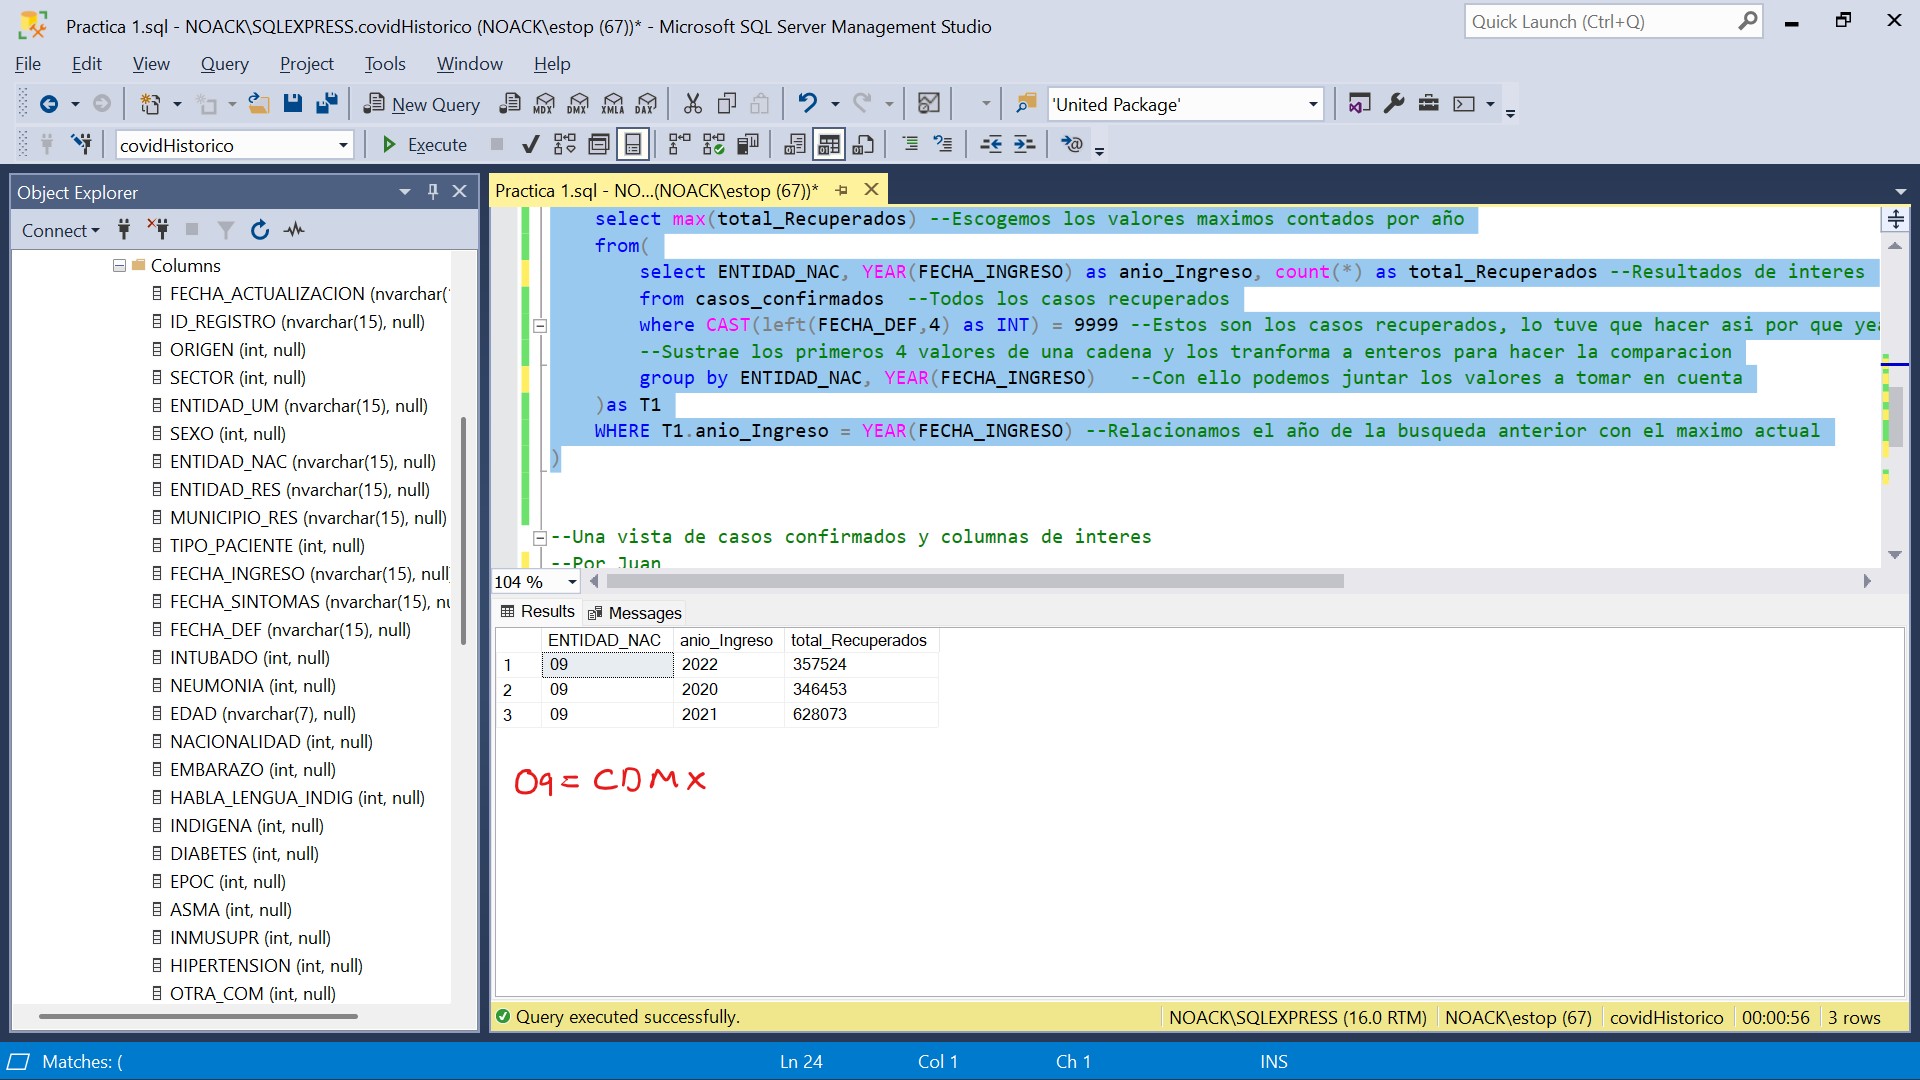 Practica 1.sql - NOACK\SQLEXPRESS.covidHistorico (NOACK\estop (67))* - Microsoft SQL Server Management Studio
Quick Launch (Ctrl+Q)
File Edit View Query Project Tools Window Help
New Query MDX DMX XMLA DAX 'United Package'
covidHistorico Execute
Object Explorer
Connect
Columns
FECHA_ACTUALIZACION (nvarchar(
ID_REGISTRO (nvarchar(15), null)
ORIGEN (int, null)
SECTOR (int, null)
ENTIDAD_UM (nvarchar(15), null)
SEXO (int, null)
ENTIDAD_NAC (nvarchar(15), null)
ENTIDAD_RES (nvarchar(15), null)
MUNICIPIO_RES (nvarchar(15), null)
TIPO_PACIENTE (int, null)
FECHA_INGRESO (nvarchar(15), null
FECHA_SINTOMAS (nvarchar(15), nu
FECHA_DEF (nvarchar(15), null)
INTUBADO (int, null)
NEUMONIA (int, null)
EDAD (nvarchar(7), null)
NACIONALIDAD (int, null)
EMBARAZO (int, null)
HABLA_LENGUA_INDIG (int, null)
INDIGENA (int, null)
DIABETES (int, null)
EPOC (int, null)
ASMA (int, null)
INMUSUPR (int, null)
HIPERTENSION (int, null)
OTRA_COM (int, null)
Practica 1.sql - NO...(NOACK\estop (67))*
select max(total_Recuperados) --Escogemos los valores maximos contados por año
from(
select ENTIDAD_NAC, YEAR(FECHA_INGRESO) as anio_Ingreso, count(*) as total_Recuperados --Resultados de interes
from casos_confirmados --Todos los casos recuperados
where CAST(left(FECHA_DEF,4) as INT) = 9999 --Estos son los casos recuperados, lo tuve que hacer asi por que yea
--Sustrae los primeros 4 valores de una cadena y los tranforma a enteros para hacer la comparacion
group by ENTIDAD_NAC, YEAR(FECHA_INGRESO) --Con ello podemos juntar los valores a tomar en cuenta
)as T1
WHERE T1.anio_Ingreso = YEAR(FECHA_INGRESO) --Relacionamos el año de la busqueda anterior con el maximo actual
)
--Una vista de casos confirmados y columnas de interes
--Por Juan
104 %
Results Messages
ENTIDAD_NAC anio_Ingreso total_Recuperados
1 09 2022 357524
2 09 2020 346453
3 09 2021 628073
09= CDMX
Query executed successfully. NOACK\SQLEXPRESS (16.0 RTM) NOACK\estop (67) covidHistorico 00:00:56 3 rows
Matches: ( Ln 24 Col 1 Ch 1 INS